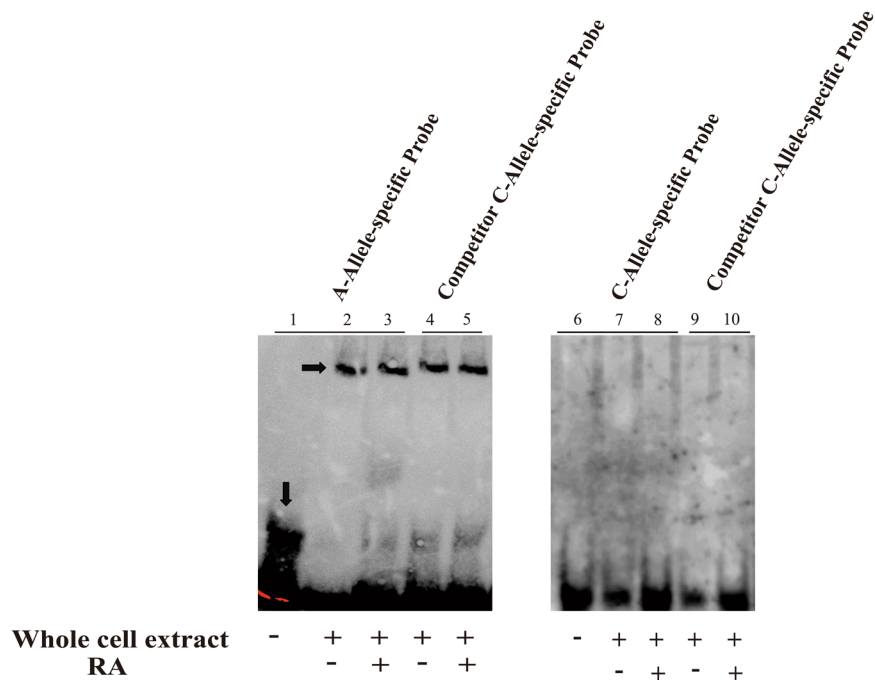 A-Allele-specific Probe
Competitor C-Allele-specific Probe
C-Allele-specific Probe
Competitor C-Allele-specific Probe
1 2 3 4 5 6 7 8 9 10
Whole cell extract - + + + + - + + + +
RA - + - + - + - +